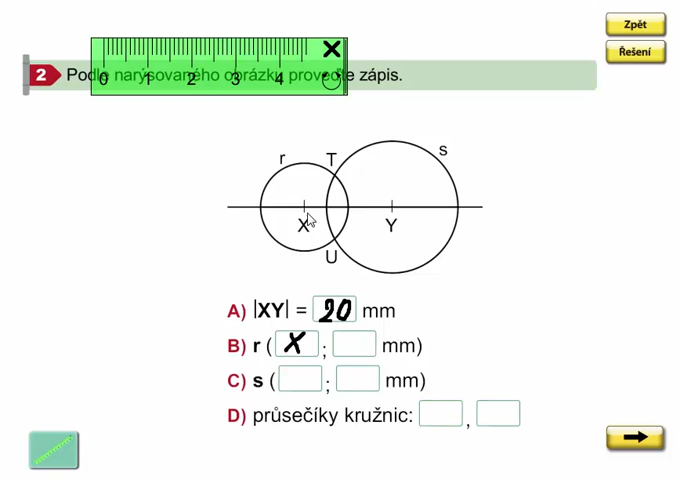 Zpět
Řešení
0 1 2 3 4
2 Podle narýsovaného obrázku proveďte zápis.
r T s
X Y
U
A) |XY| = 20 mm
B) r ( X ; mm)
C) s ( ; mm)
D) průsečíky kružnic: ,